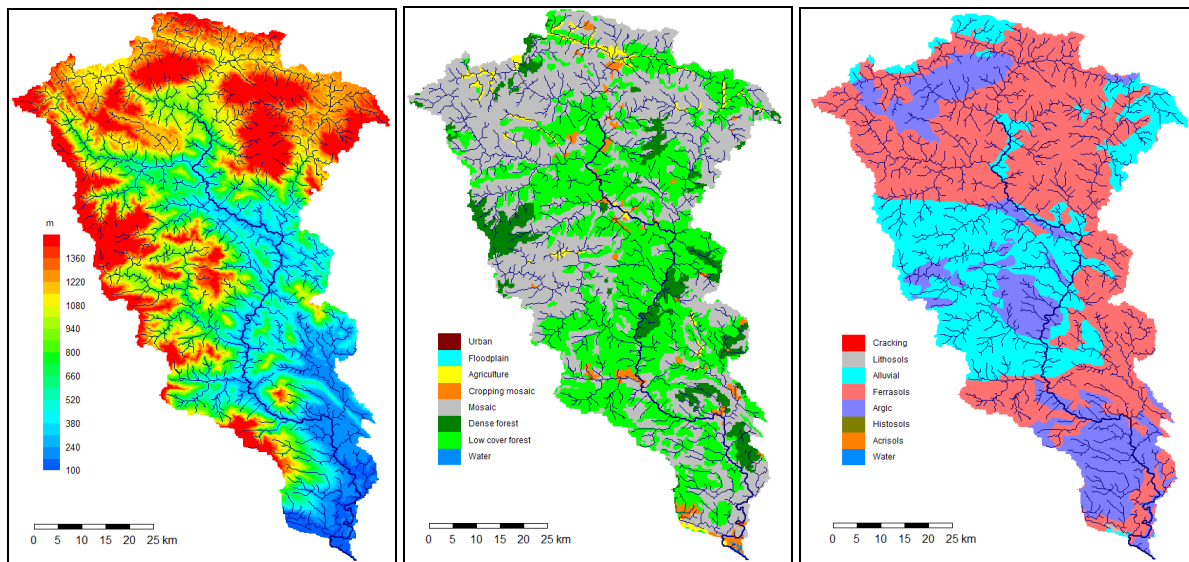 m
1360
1220
1080
940
800
660
520
380
240
100
0 5 10 15 20 25 km
Urban
Floodplain
Agriculture
Cropping mosaic
Mosaic
Dense forest
Low cover forest
Water
0 5 10 15 20 25 km
Cracking
Lithosols
Alluvial
Ferrasols
Argic
Histosols
Acrisols
Water
0 5 10 15 20 25 km